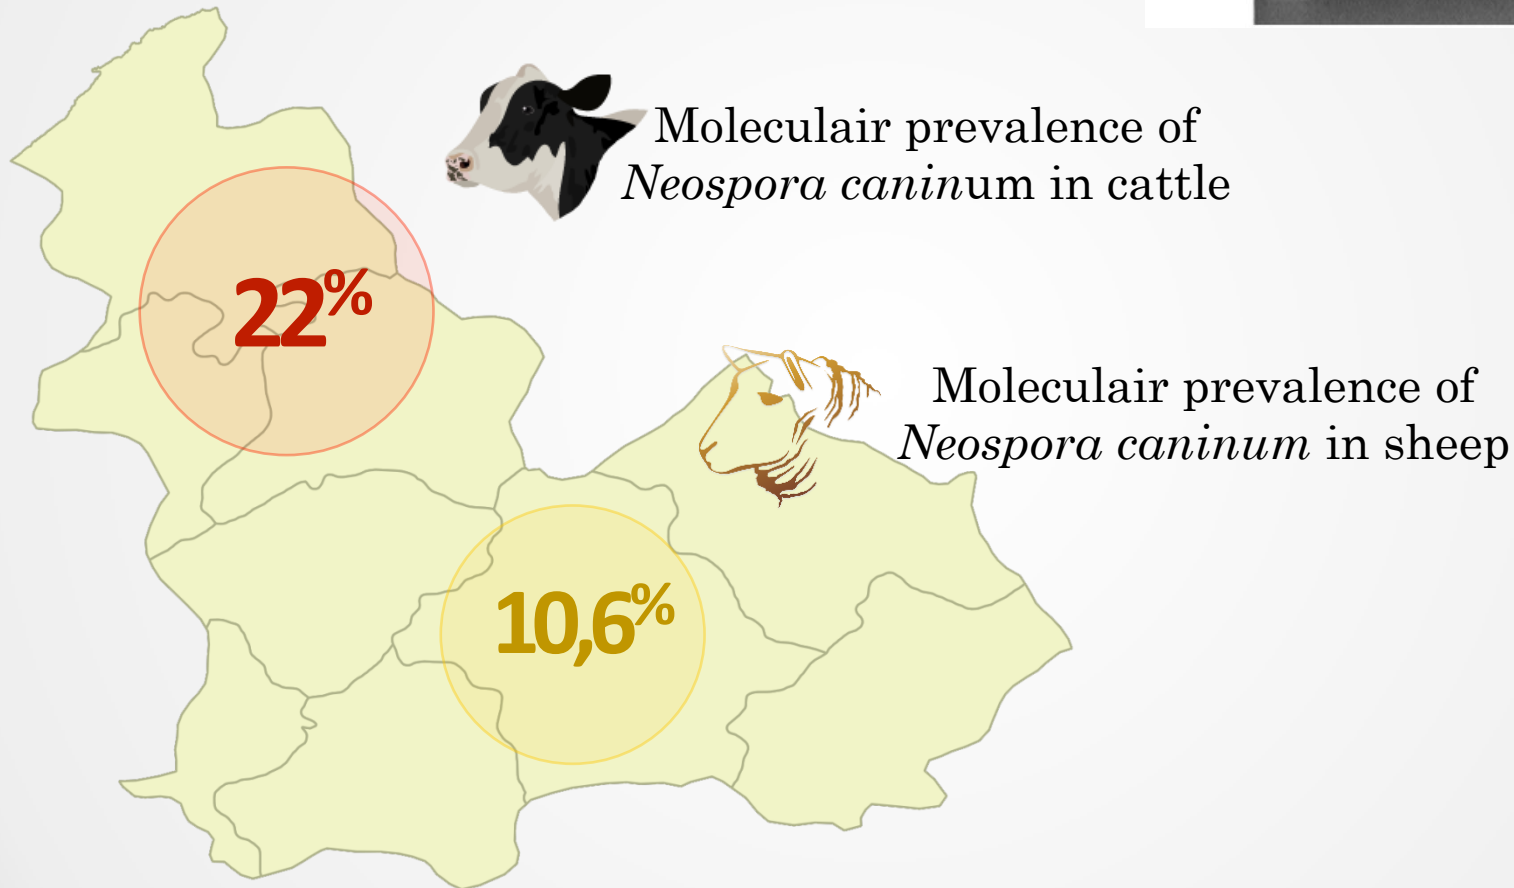 Moleculair prevalence of
Neospora caninum in cattle
22%
Moleculair prevalence of
Neospora caninum in sheep
10,6%